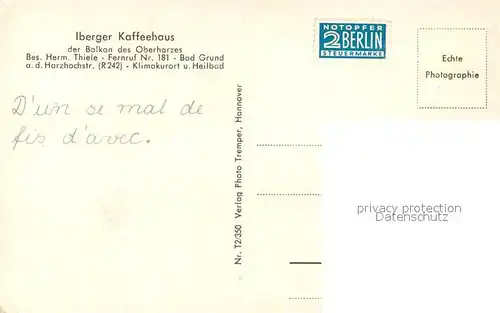 Iberger Kaffeehaus
der Balkon des Oberharzes
Bes. Herm. Thiele - Fernruf Nr. 181 - Bad Grund
a. d. Harzhochstr. (R 242) - Klimakurort u. Heilbad
D'un se mal de
fis d'avec.
NOTOPFER
2 BERLIN
STEUERMARKE
Echte
Photographie
Nr. T2/350 Verlag Photo Tremper, Hannover
privacy protection
Datenschutz